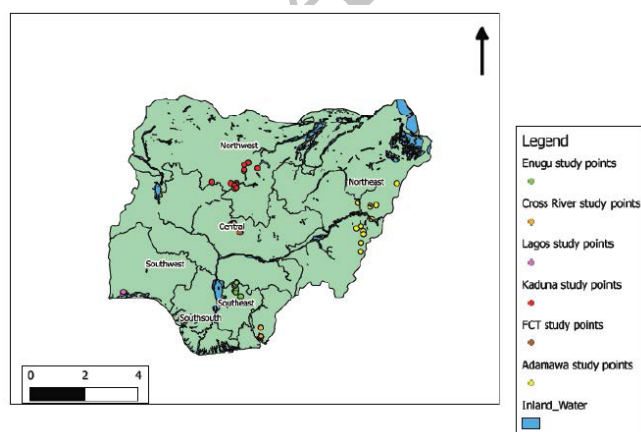 Northwest
Northeast
Central
Southwest
Southeast
Southsouth
0 2 4
Legend
Enugu study points
Cross River study points
Lagos study points
Kaduna study points
FCT study points
Adamawa study points
Inland_Water